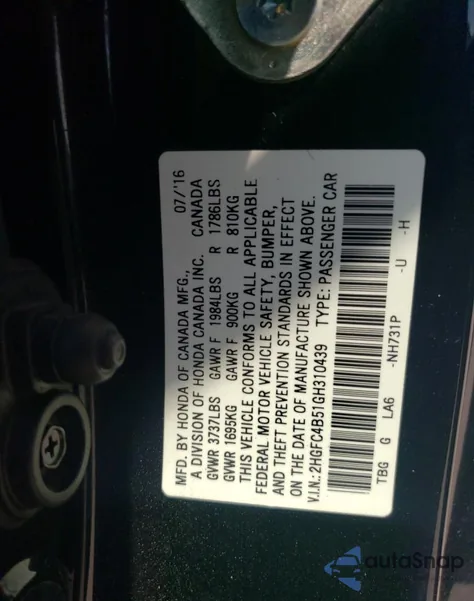 MFD. BY HONDA OF CANADA MFG., 07/'16
A DIVISION OF HONDA CANADA INC. CANADA
GVWR 3737LBS GAWR F 1984LBS R 1786LBS
GVWR 1695KG GAWR F 900KG R 810KG
THIS VEHICLE CONFORMS TO ALL APPLICABLE
FEDERAL MOTOR VEHICLE SAFETY, BUMPER,
AND THEFT PREVENTION STANDARDS IN EFFECT
ON THE DATE OF MANUFACTURE SHOWN ABOVE.
V.I.N.:2HGFC4B51GH310439 TYPE: PASSENGER CAR
TBG G LA6 -NH731P -U -H
autoSnap